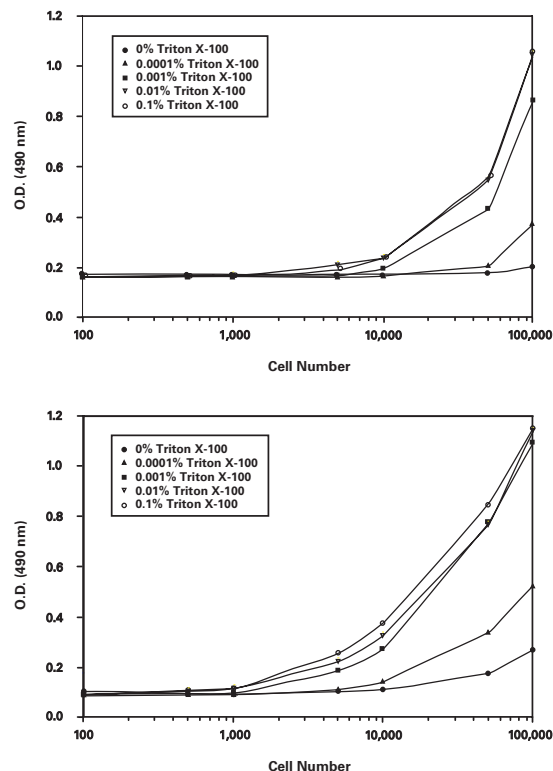 1.2
0% Triton X-100
0.0001% Triton X-100
1.0
0.001% Triton X-100
0.01% Triton X-100
0.1% Triton X-100
0.8
O.D. (490 nm)
0.6
0.4
0.2
0.0
100 1,000 10,000 100,000
Cell Number
1.2
0% Triton X-100
1.0
0.0001% Triton X-100
0.001% Triton X-100
0.01% Triton X-100
0.1% Triton X-100
0.8
O.D. (490 nm)
0.6
0.4
0.2
0.0
100 1,000 10,000 100,000
Cell Number